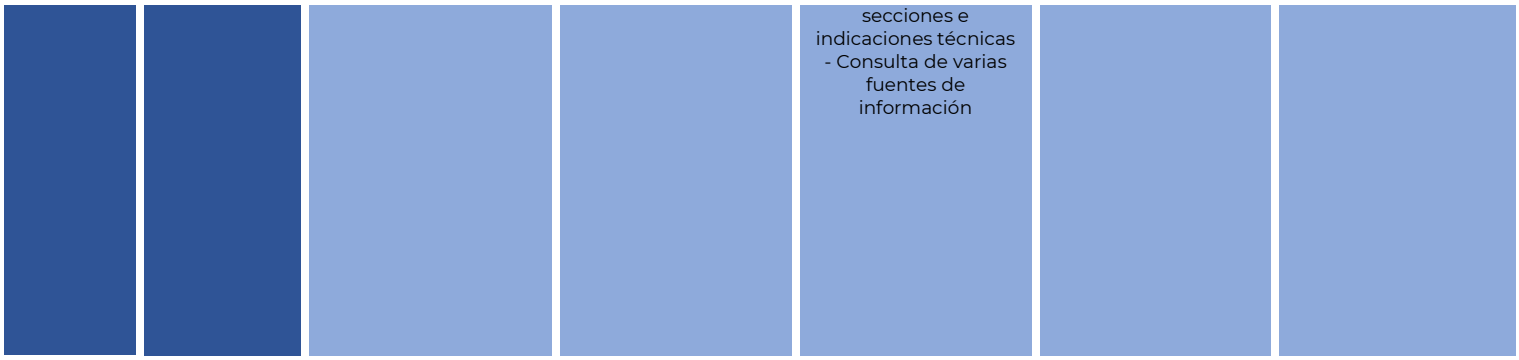 secciones e
indicaciones técnicas
- Consulta de varias
fuentes de
información